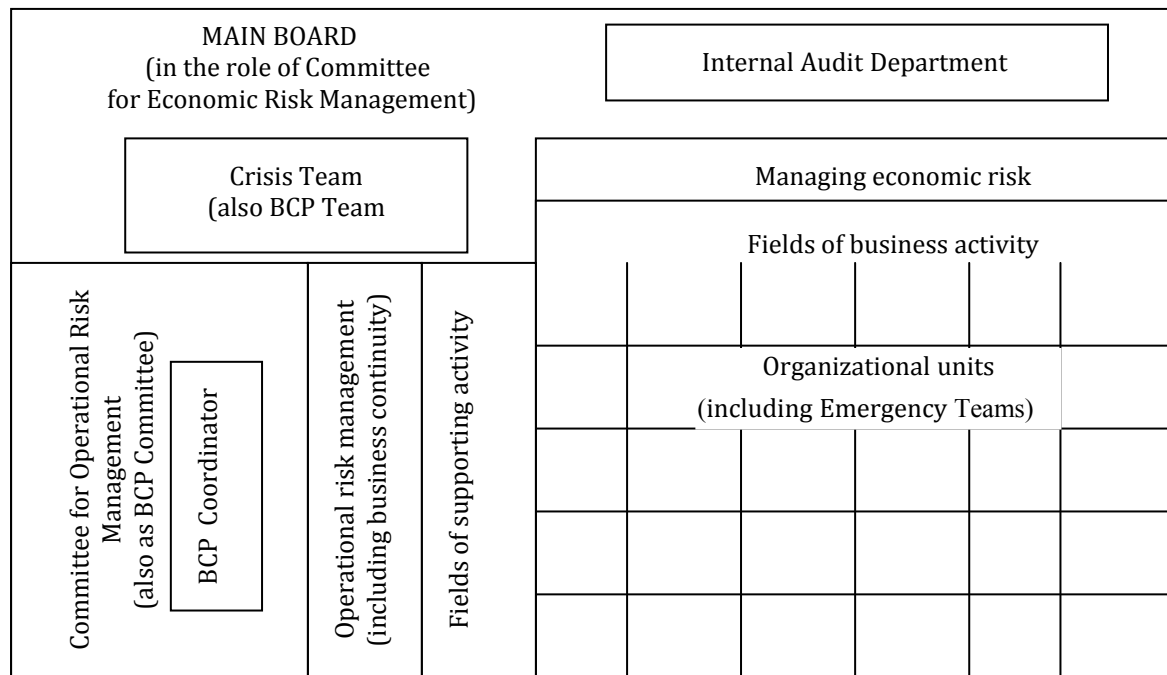 MAIN BOARD
(in the role of Committee
for Economic Risk Management)
Internal Audit Department
Crisis Team
(also BCP Team
Managing economic risk
Fields of business activity
Committee for Operational Risk
Management
(also as BCP Committee)
BCP Coordinator
Operational risk management
(including business continuity)
Fields of supporting activity
Organizational units
(including Emergency Teams)